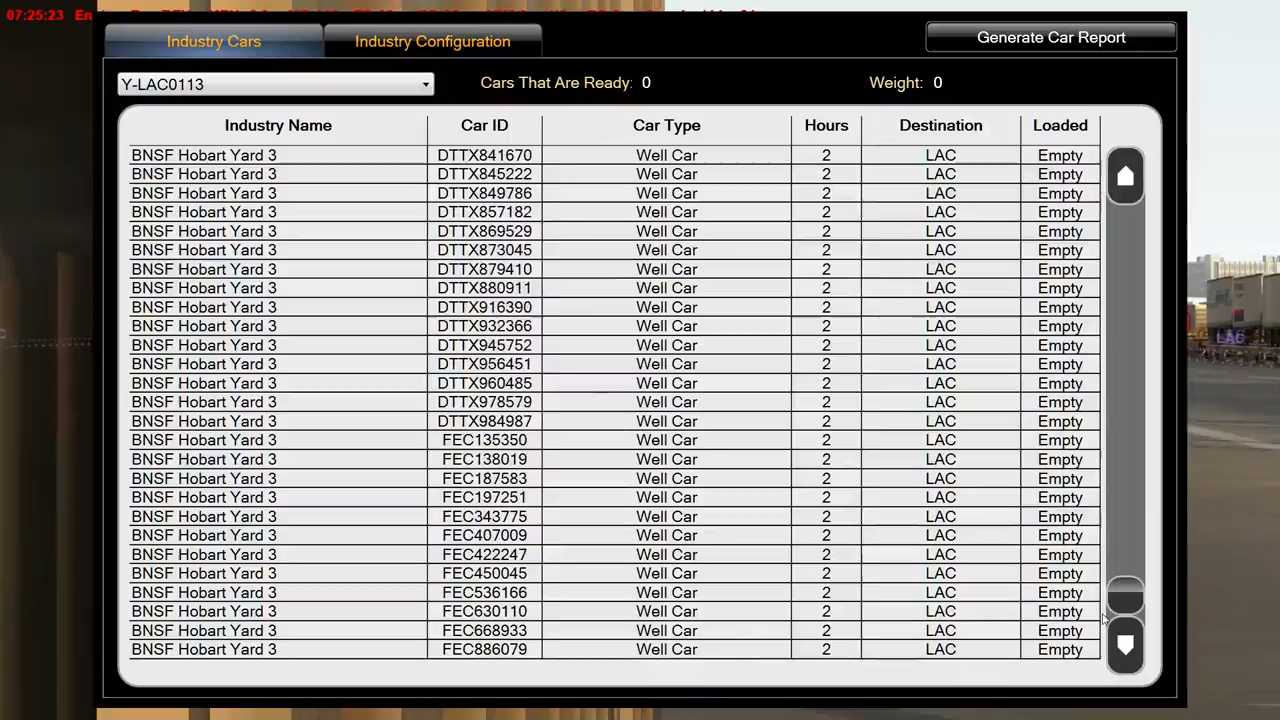 07:25:23 En
Industry Cars
Industry Configuration
Generate Car Report
Y-LAC0113
Cars That Are Ready: 0
Weight: 0
Industry Name Car ID Car Type Hours Destination Loaded
BNSF Hobart Yard 3 DTTX841670 Well Car 2 LAC Empty
BNSF Hobart Yard 3 DTTX845222 Well Car 2 LAC Empty
BNSF Hobart Yard 3 DTTX849786 Well Car 2 LAC Empty
BNSF Hobart Yard 3 DTTX857182 Well Car 2 LAC Empty
BNSF Hobart Yard 3 DTTX869529 Well Car 2 LAC Empty
BNSF Hobart Yard 3 DTTX873045 Well Car 2 LAC Empty
BNSF Hobart Yard 3 DTTX879410 Well Car 2 LAC Empty
BNSF Hobart Yard 3 DTTX880911 Well Car 2 LAC Empty
BNSF Hobart Yard 3 DTTX916390 Well Car 2 LAC Empty
BNSF Hobart Yard 3 DTTX932366 Well Car 2 LAC Empty
BNSF Hobart Yard 3 DTTX945752 Well Car 2 LAC Empty
BNSF Hobart Yard 3 DTTX956451 Well Car 2 LAC Empty
BNSF Hobart Yard 3 DTTX960485 Well Car 2 LAC Empty
BNSF Hobart Yard 3 DTTX978579 Well Car 2 LAC Empty
BNSF Hobart Yard 3 DTTX984987 Well Car 2 LAC Empty
BNSF Hobart Yard 3 FEC135350 Well Car 2 LAC Empty
BNSF Hobart Yard 3 FEC138019 Well Car 2 LAC Empty
BNSF Hobart Yard 3 FEC187583 Well Car 2 LAC Empty
BNSF Hobart Yard 3 FEC197251 Well Car 2 LAC Empty
BNSF Hobart Yard 3 FEC343775 Well Car 2 LAC Empty
BNSF Hobart Yard 3 FEC407009 Well Car 2 LAC Empty
BNSF Hobart Yard 3 FEC422247 Well Car 2 LAC Empty
BNSF Hobart Yard 3 FEC450045 Well Car 2 LAC Empty
BNSF Hobart Yard 3 FEC536166 Well Car 2 LAC Empty
BNSF Hobart Yard 3 FEC630110 Well Car 2 LAC Empty
BNSF Hobart Yard 3 FEC668933 Well Car 2 LAC Empty
BNSF Hobart Yard 3 FEC886079 Well Car 2 LAC Empty
LAC